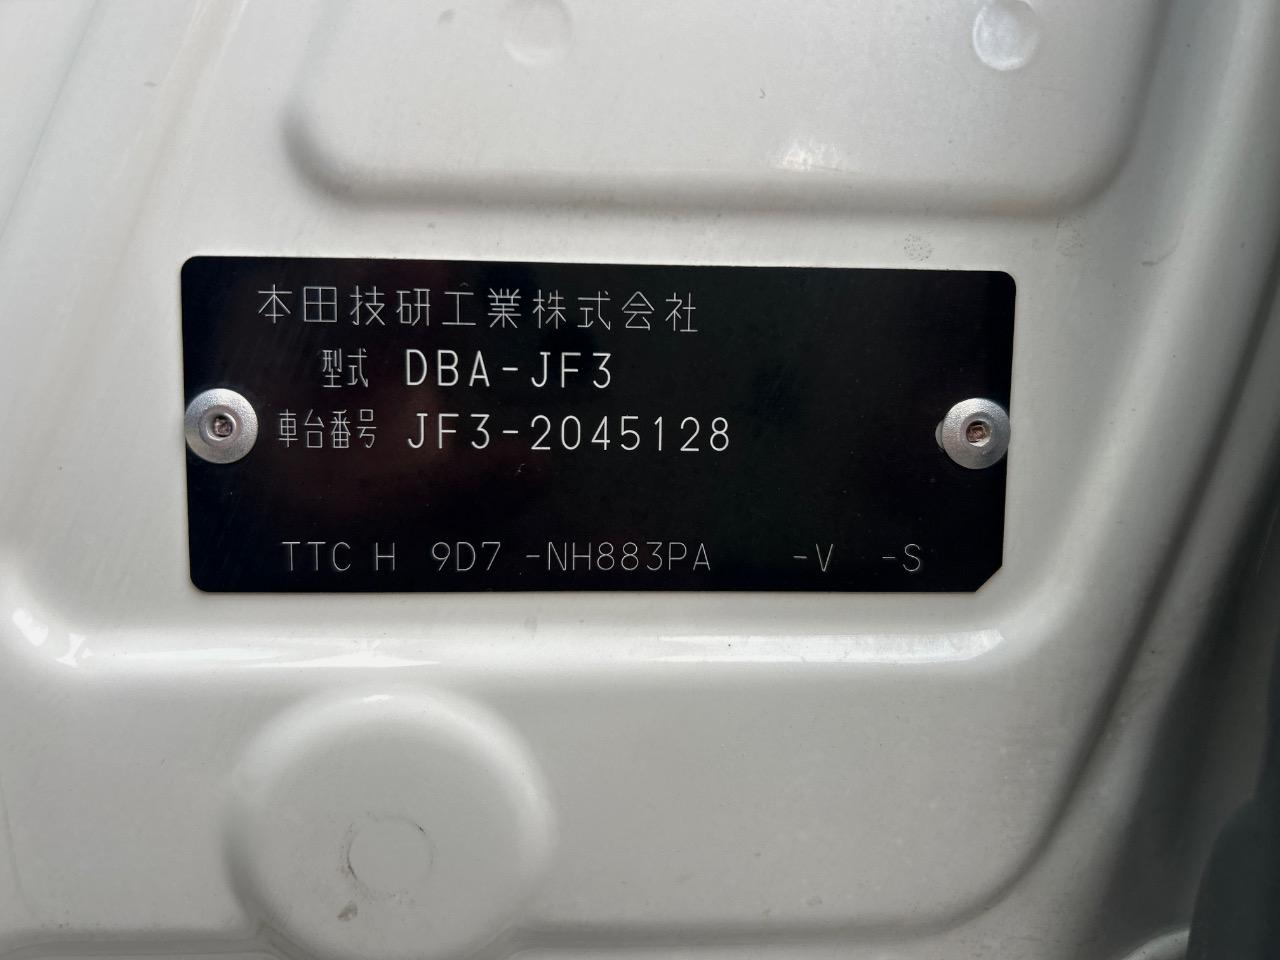 本田技研工業株式会社
型式 DBA-JF3
車台番号 JF3-2045128
TTC H 9D7 -NH883PA -V -S